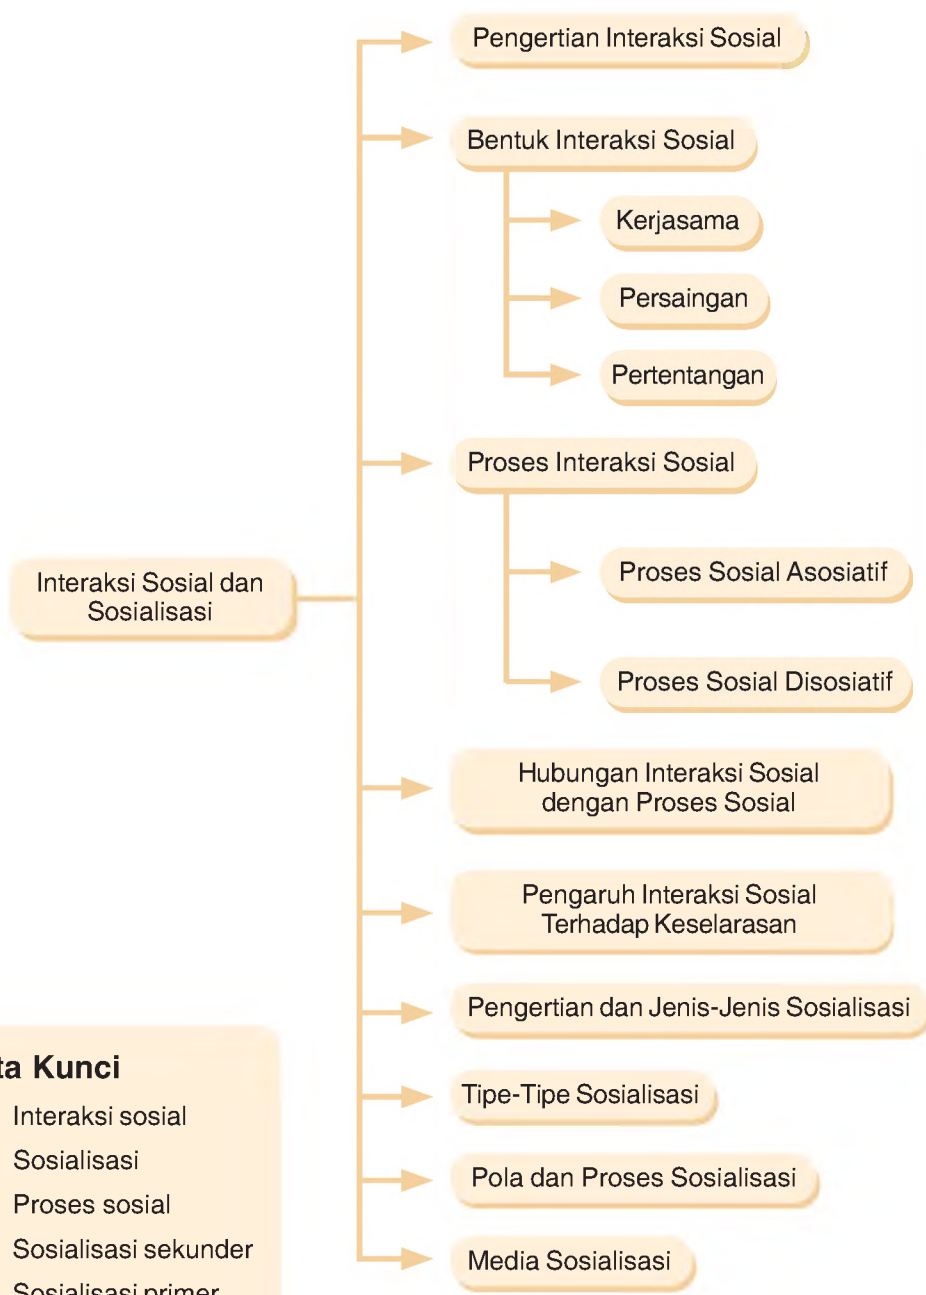 Pengertian Interaksi Sosial
Bentuk Interaksi Sosial
Kerjasama
Persaingan
Pertentangan
Proses Interaksi Sosial
Proses Sosial Asosiatif
Proses Sosial Disosiatif
Interaksi Sosial dan
Sosialisasi
Hubungan Interaksi Sosial
dengan Proses Sosial
Pengaruh Interaksi Sosial
Terhadap Keselarasan
Pengertian dan Jenis-Jenis Sosialisasi
Tipe-Tipe Sosialisasi
Pola dan Proses Sosialisasi
Media Sosialisasi
ta Kunci
Interaksi sosial
Sosialisasi
Proses sosial
Sosialisasi sekunder
Sosialisasi primer